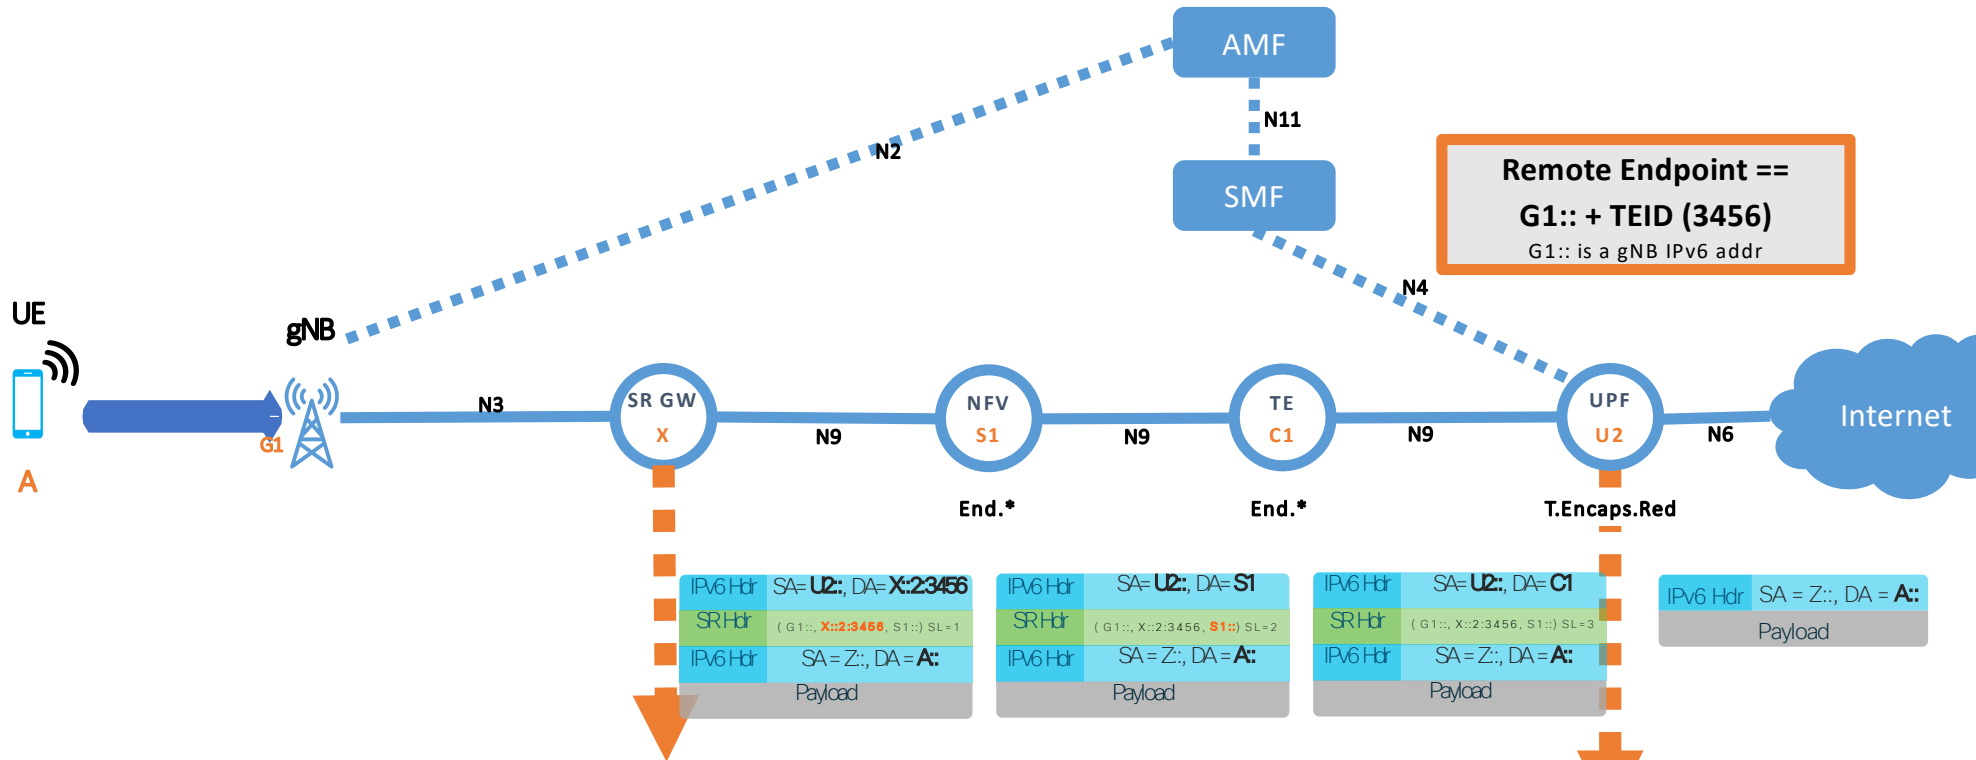 AMF
N11
N2
SMF
Remote Endpoint ==
G1:: + TEID (3456)
G1:: is a gNB IPv6 addr
N4
UE
gNB
A
G1
N3
SR GW
X
N9
NFV
S1
N9
TE
C1
N9
UPF
U2
N6
Internet
End.*
End.*
T.Encaps.Red
IPv6 Hdr SA= U2::, DA= X::2:3456
SR Hdr ( G1::, X::2:3456, S1::) SL=1
IPv6 Hdr SA = Z::, DA = A::
Payload
IPv6 Hdr SA= U2::, DA= S1
SR Hdr ( G1::, X::2:3456, S1::) SL=2
IPv6 Hdr SA = Z::, DA = A::
Payload
IPv6 Hdr SA= U2::, DA= C1
SR Hdr ( G1::, X::2:3456, S1::) SL=3
IPv6 Hdr SA = Z::, DA = A::
Payload
IPv6 Hdr SA = Z::, DA = A::
Payload